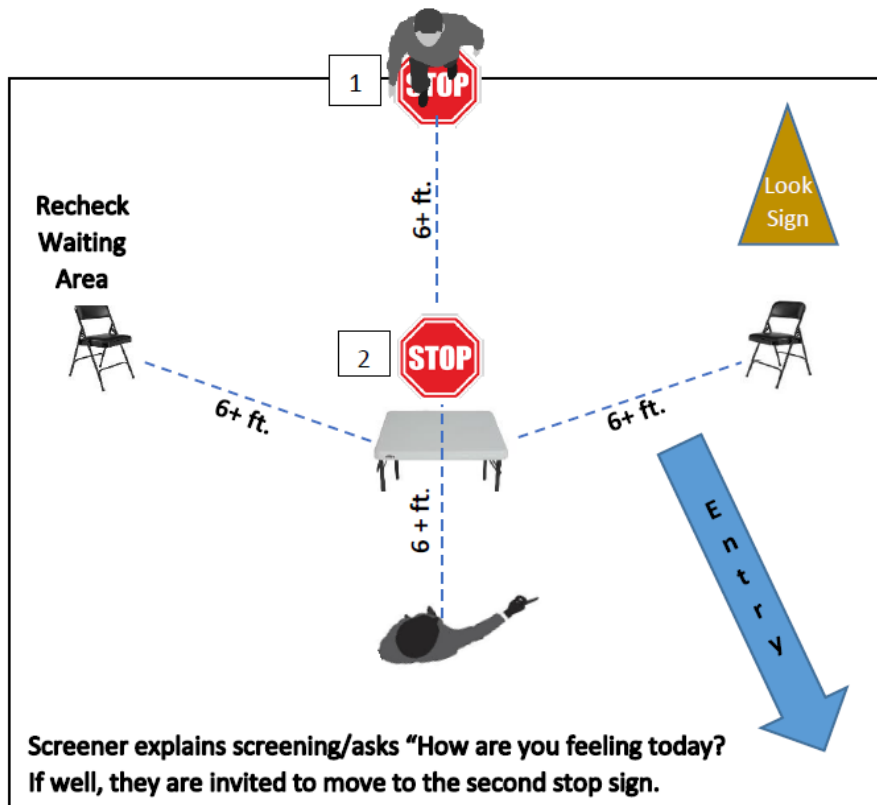 1
STOP
6+ ft.
Look
Sign
Recheck
Waiting
Area
2
STOP
6+ ft.
6+ ft.
6 + ft.
Entry
Screener explains screening/asks “How are you feeling today?
If well, they are invited to move to the second stop sign.